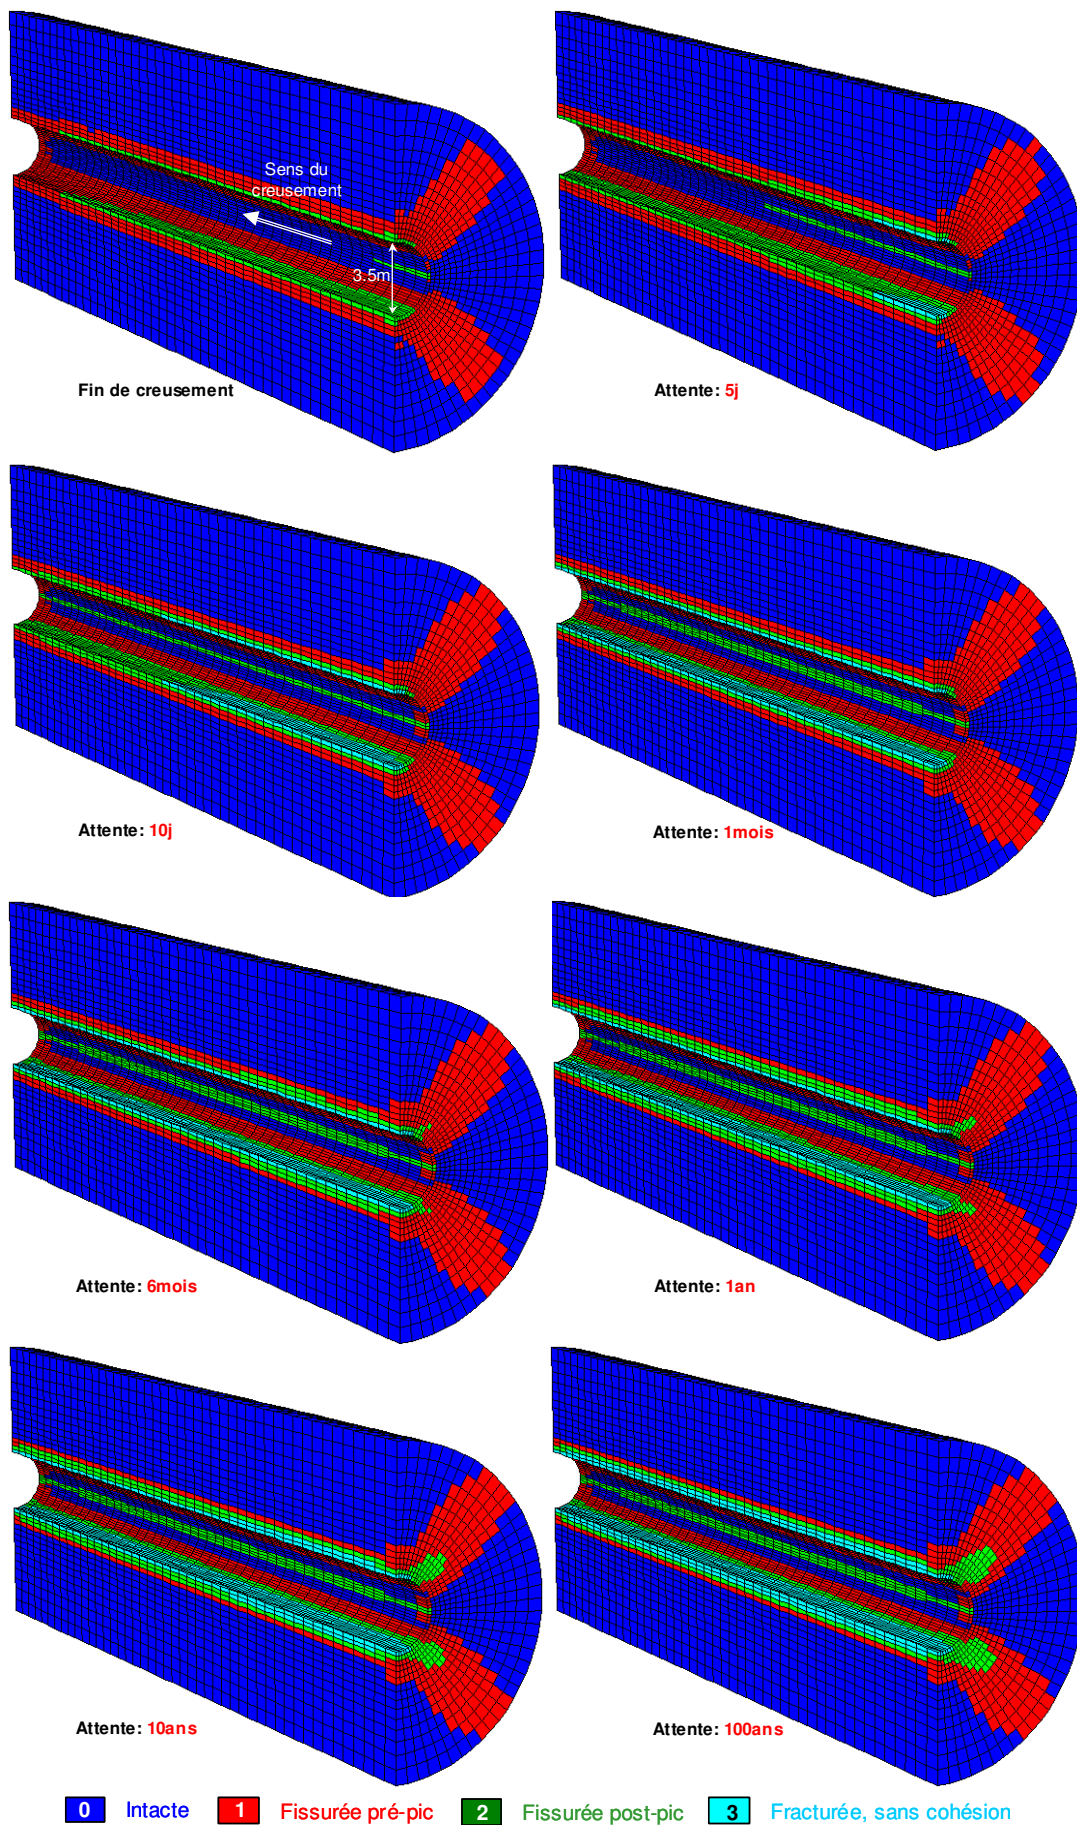 Sens du
creusement
3.5m
Fin de creusement
Attente: 5j
Attente: 10j
Attente: 1mois
Attente: 6mois
Attente: 1an
Attente: 10ans
Attente: 100ans
0 Intacte 1 Fissurée pré-pic 2 Fissurée post-pic 3 Fracturée, sans cohésion